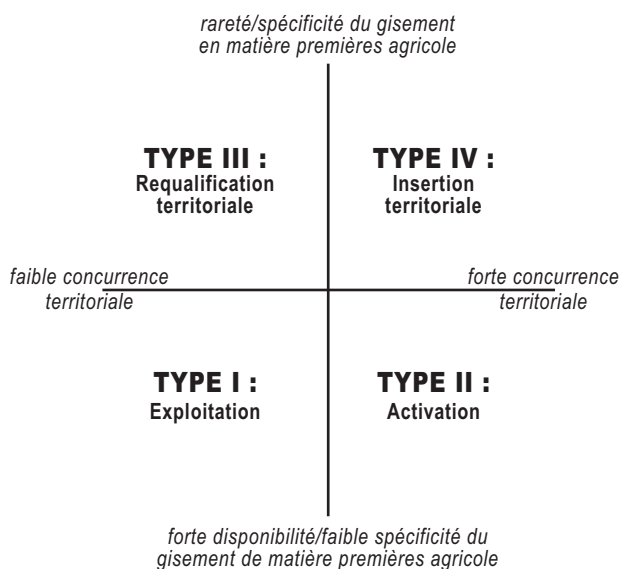 rareté/spécificité du gisement
en matière premières agricole
TYPE III :
Requalification
territoriale
TYPE IV :
Insertion
territoriale
faible concurrence
territoriale
forte concurrence
territoriale
TYPE I :
Exploitation
TYPE II :
Activation
forte disponibilité/faible spécificité du
gisement de matière premières agricole